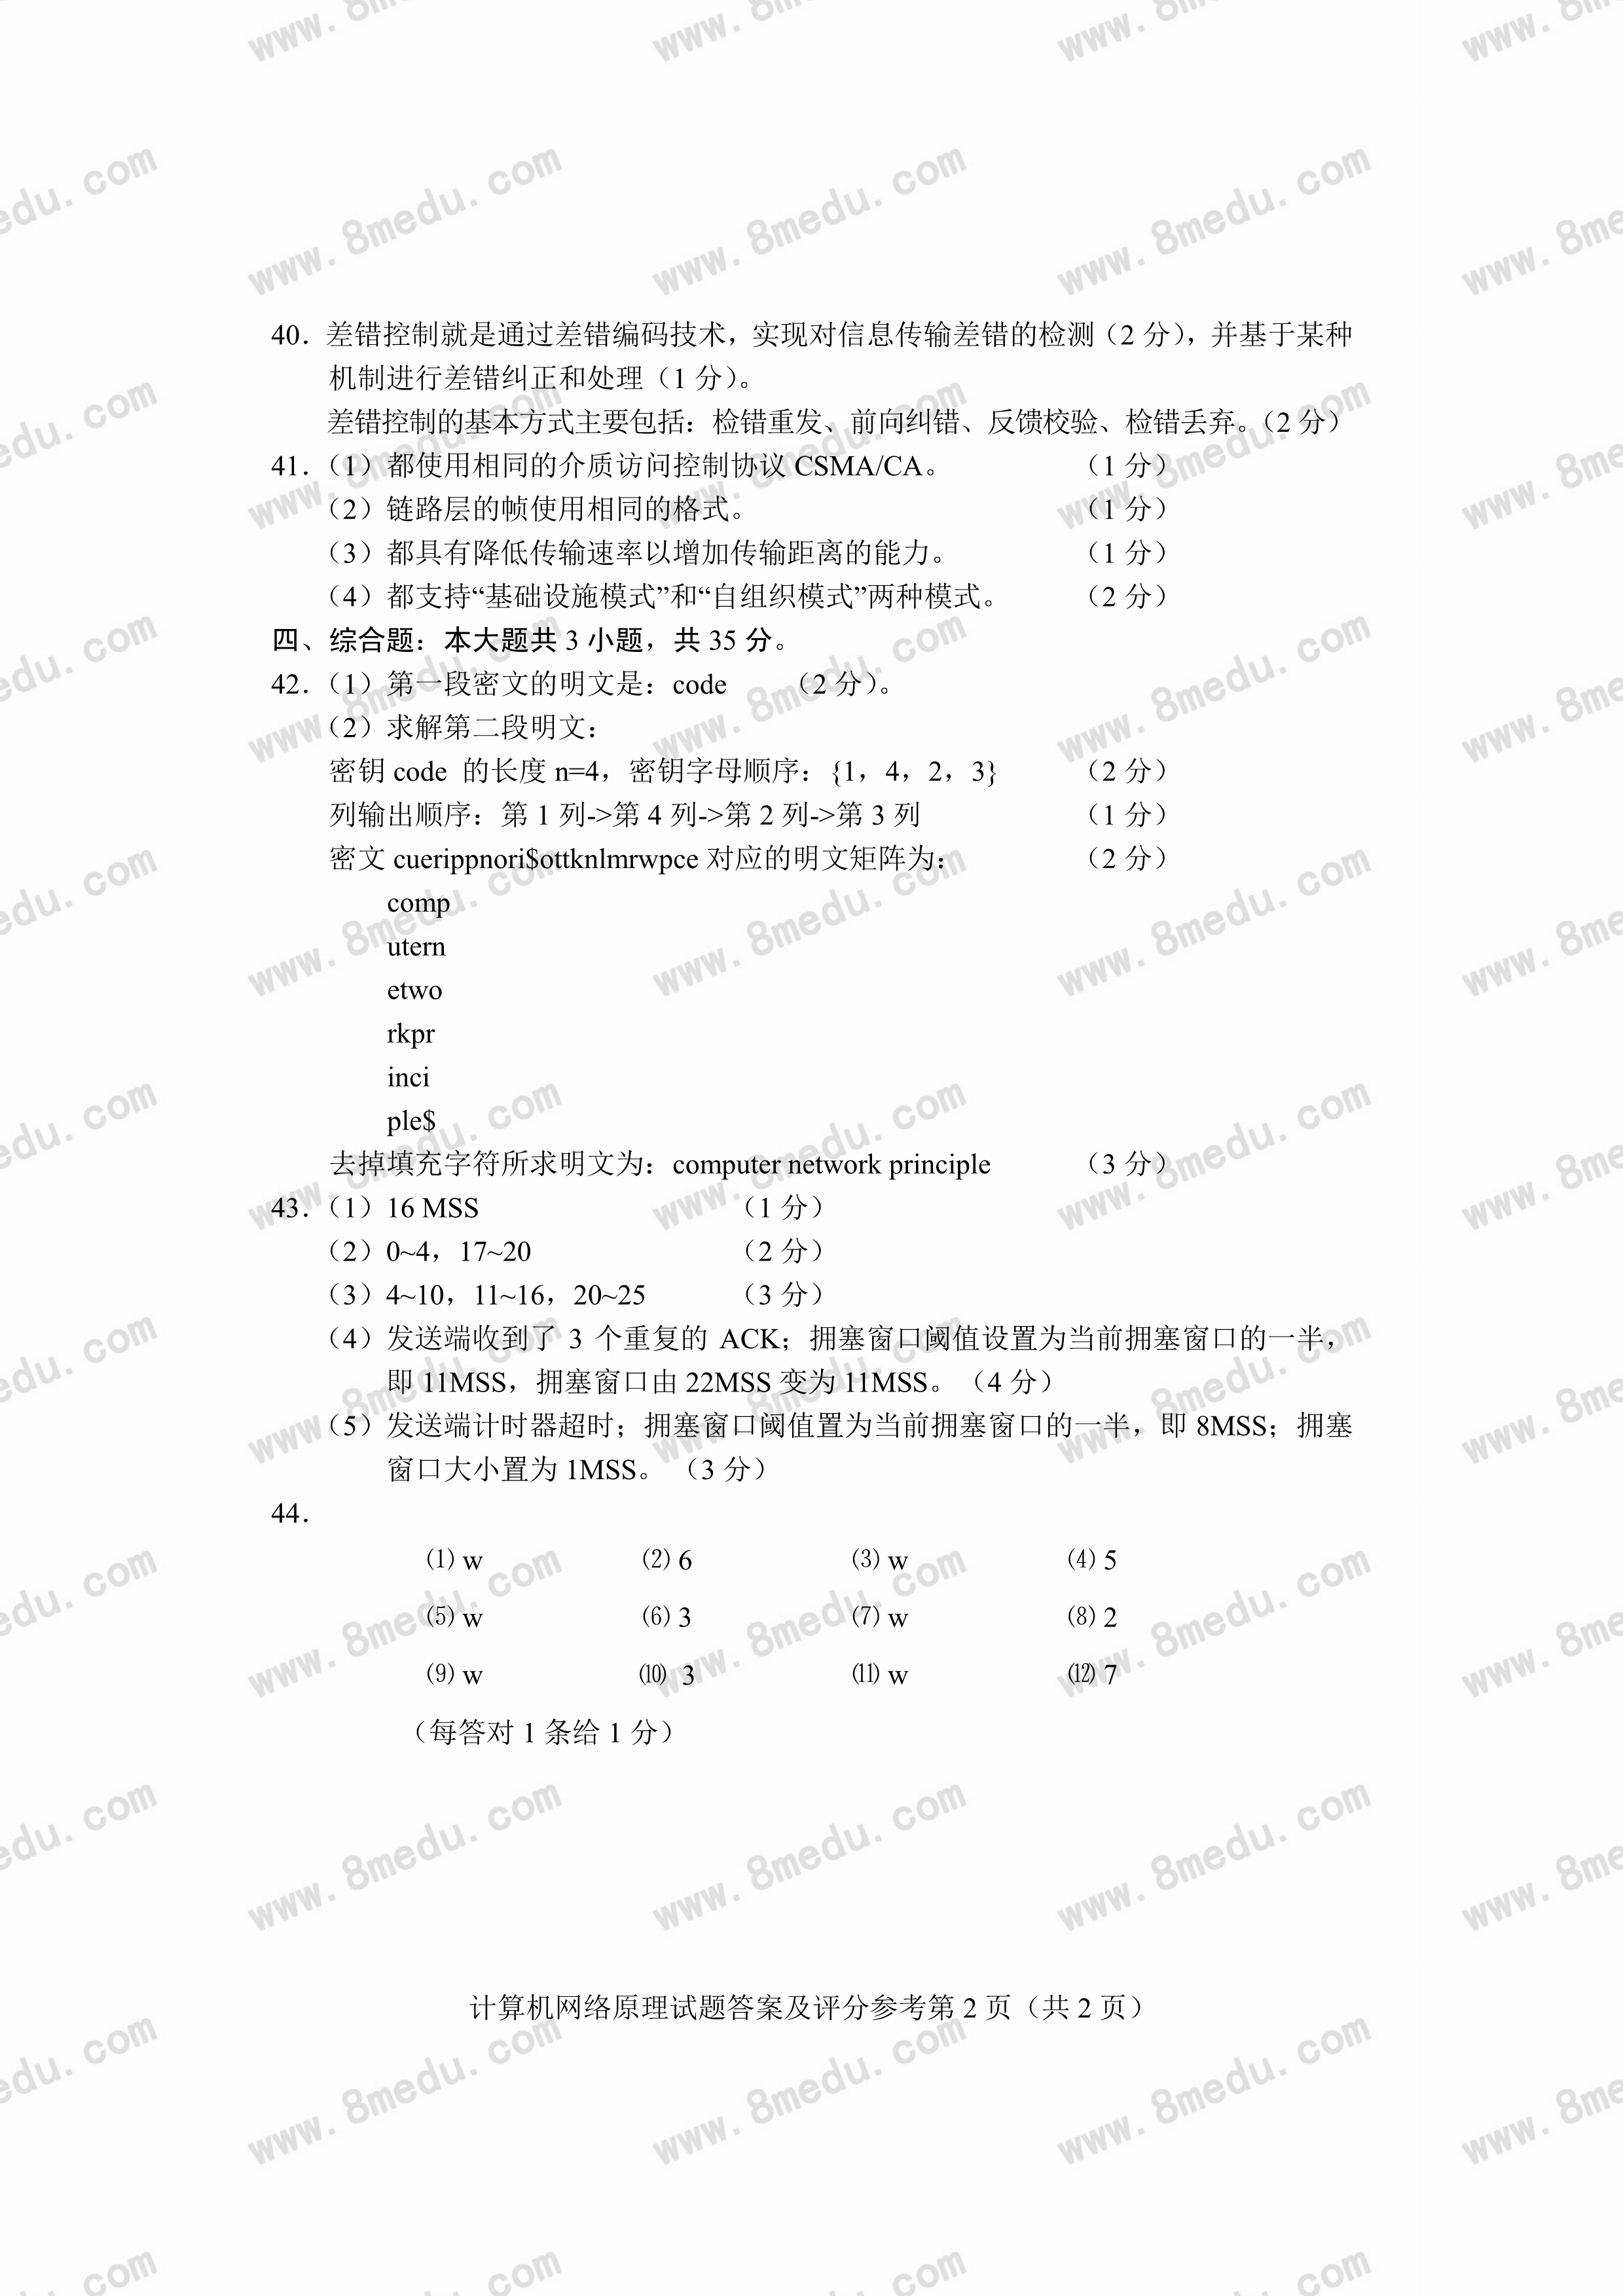 40．差错控制就是通过差错编码技术，实现对信息传输差错的检测（2 分），并基于某种
机制进行差错纠正和处理（1 分）。
差错控制的基本方式主要包括：检错重发、前向纠错、反馈校验、检错丢弃。（2 分）
41．（1）都使用相同的介质访问控制协议 CSMA/CA。 （1 分）
（2）链路层的帧使用相同的格式。 （1 分）
（3）都具有降低传输速率以增加传输距离的能力。 （1 分）
（4）都支持“基础设施模式”和“自组织模式”两种模式。 （2 分）
四、综合题：本大题共 3 小题，共 35 分。
42．（1）第一段密文的明文是：code （2 分）。
（2）求解第二段明文：
密钥 code 的长度 n=4，密钥字母顺序：{1，4，2，3} （2 分）
列输出顺序：第 1 列->第 4 列->第 2 列->第 3 列 （1 分）
密文 cuerippnori$ottknlmrwpce 对应的明文矩阵为： （2 分）
comp
utern
etwo
rkpr
inci
ple$
去掉填充字符所求明文为：computer network principle （3 分）
43．（1）16 MSS （1 分）
（2）0~4，17~20 （2 分）
（3）4~10，11~16，20~25 （3 分）
（4）发送端收到了 3 个重复的 ACK；拥塞窗口阈值设置为当前拥塞窗口的一半，
即 11MSS，拥塞窗口由 22MSS 变为 11MSS。（4 分）
（5）发送端计时器超时；拥塞窗口阈值置为当前拥塞窗口的一半，即 8MSS；拥塞
窗口大小置为 1MSS。（3 分）
44．
⑴ w ⑵ 6 ⑶ w ⑷ 5
⑸ w ⑹ 3 ⑺ w ⑻ 2
⑼ w ⑽ 3 ⑾ w ⑿ 7
（每答对 1 条给 1 分）
计算机网络原理试题答案及评分参考第 2 页（共 2 页）
www.8medu.com